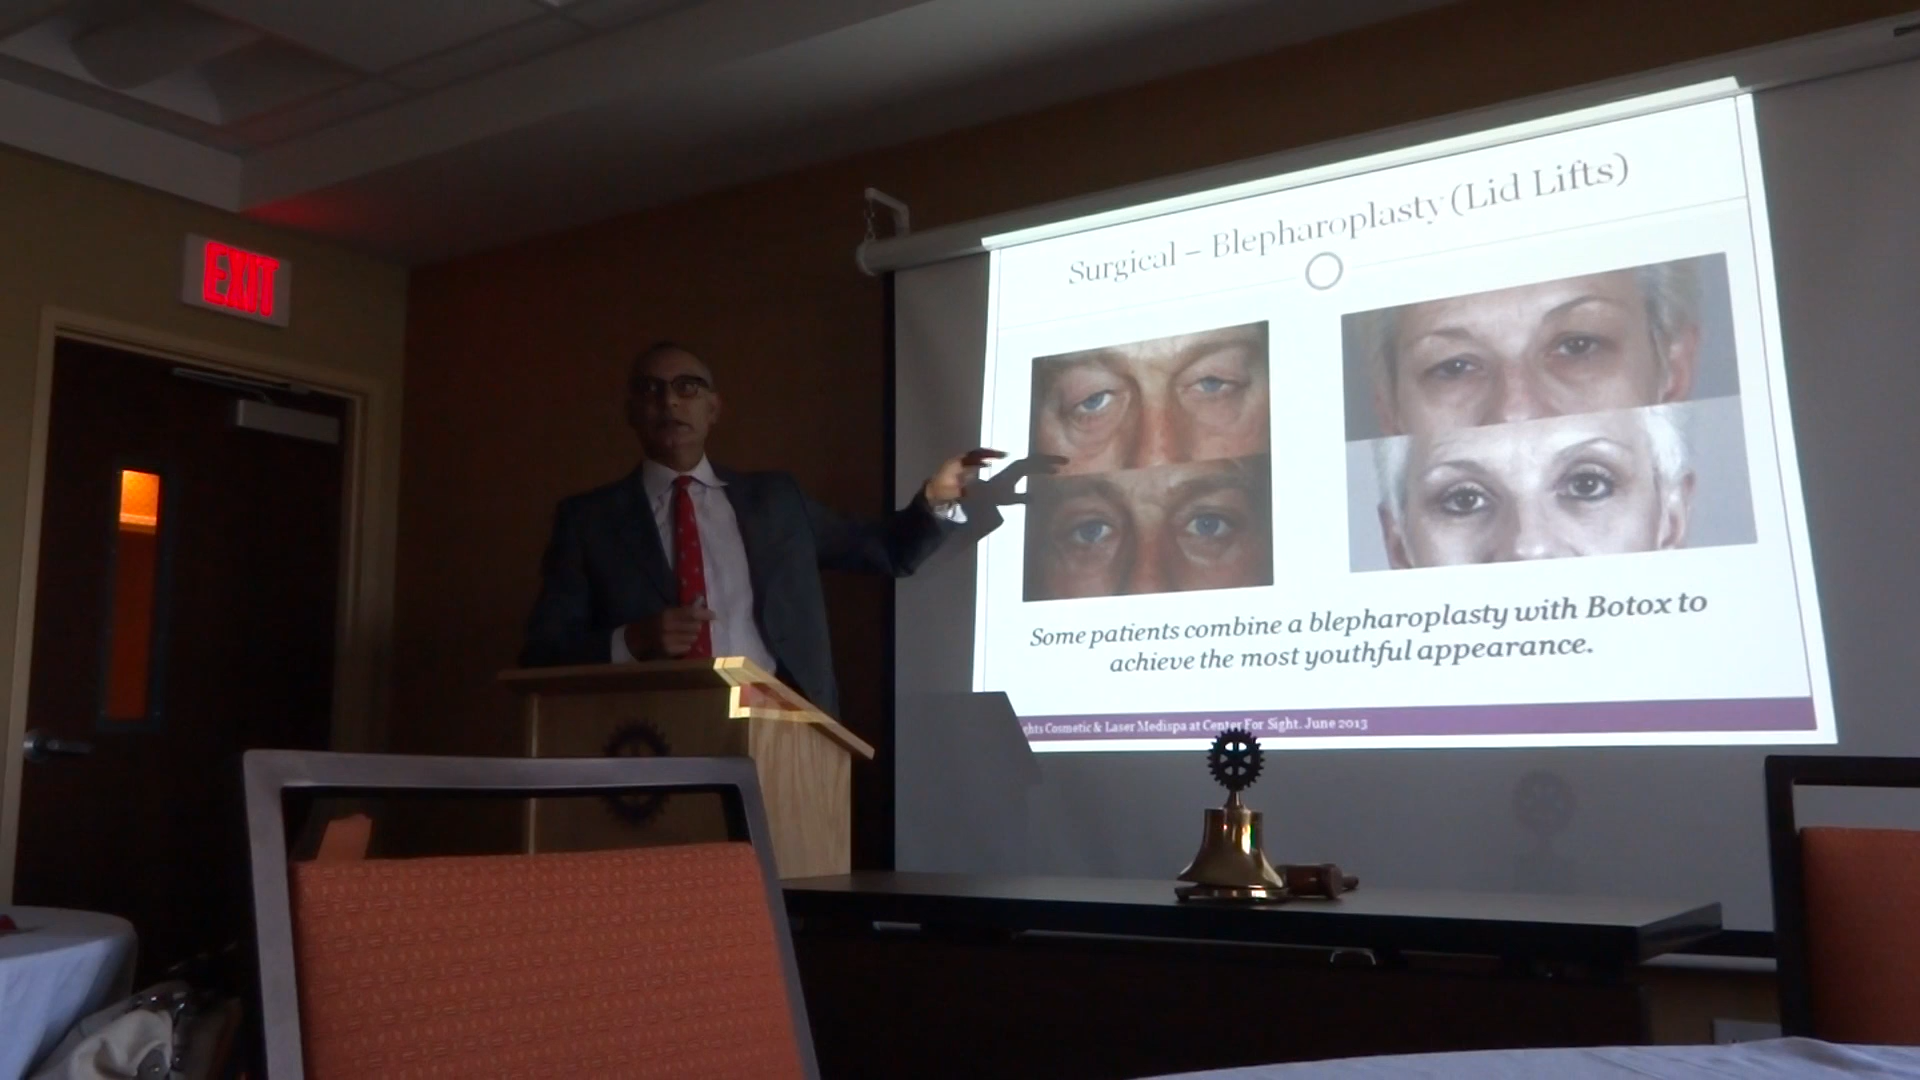 EXIT
Surgical – Blepharoplasty (Lid Lifts)
Some patients combine a blepharoplasty with Botox to
achieve the most youthful appearance.
Cosmetic & Laser Medispa at Center For Sight. June 2013